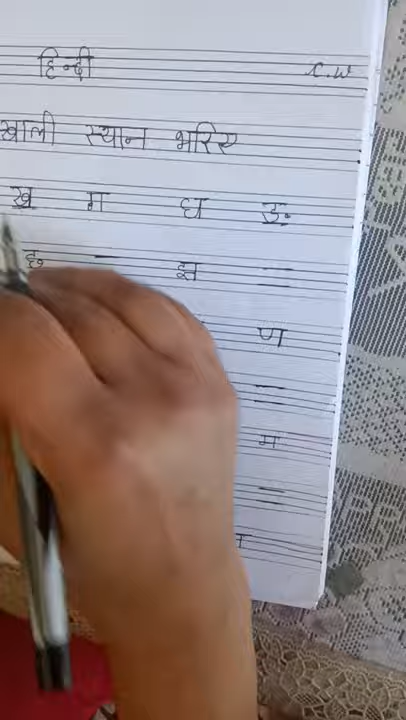 हिन्दी C.W
खाली स्थान भरिए
ख ग घ ङ
छ झ
ण
म